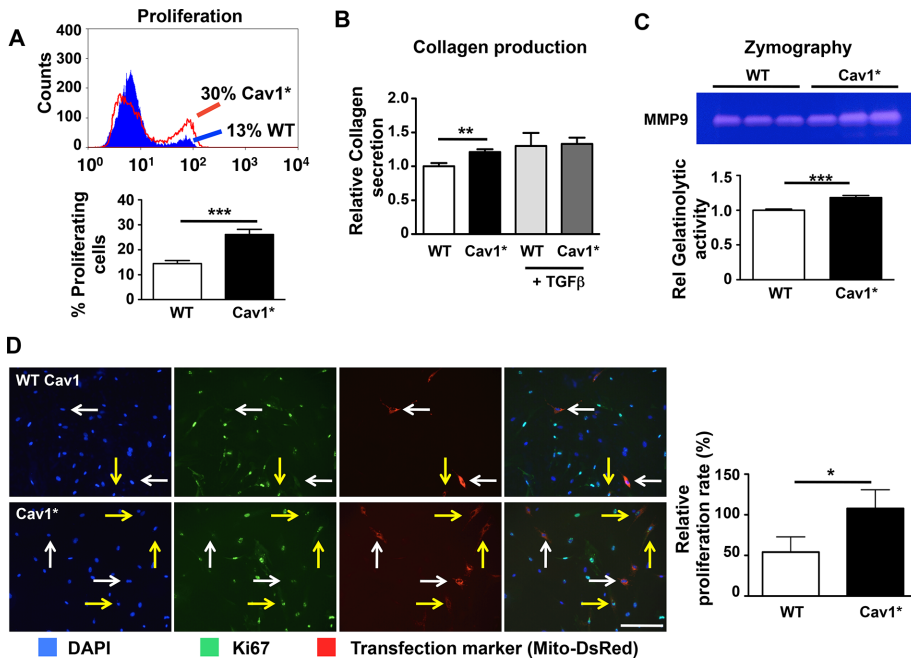 A
Proliferation
Counts
400
300
200
100
0
30% Cav1*
13% WT
10⁰ 10¹ 10² 10³ 10⁴
% Proliferating
cells
40
30
20
10
0
***
WT Cav1*
B
Collagen production
Relative Collagen
secretion
2.0
1.5
1.0
0.5
0.0
**
WT Cav1* WT Cav1*
+ TGFβ
C
Zymography
WT Cav1*
MMP9
Rel Gelatinolytic
activity
1.5
1.0
0.5
0.0
***
WT Cav1*
D
WT Cav1
Cav1*
DAPI Ki67 Transfection marker (Mito-DsRed)
Relative
proliferation rate (%)
150
100
50
0
*
WT Cav1*